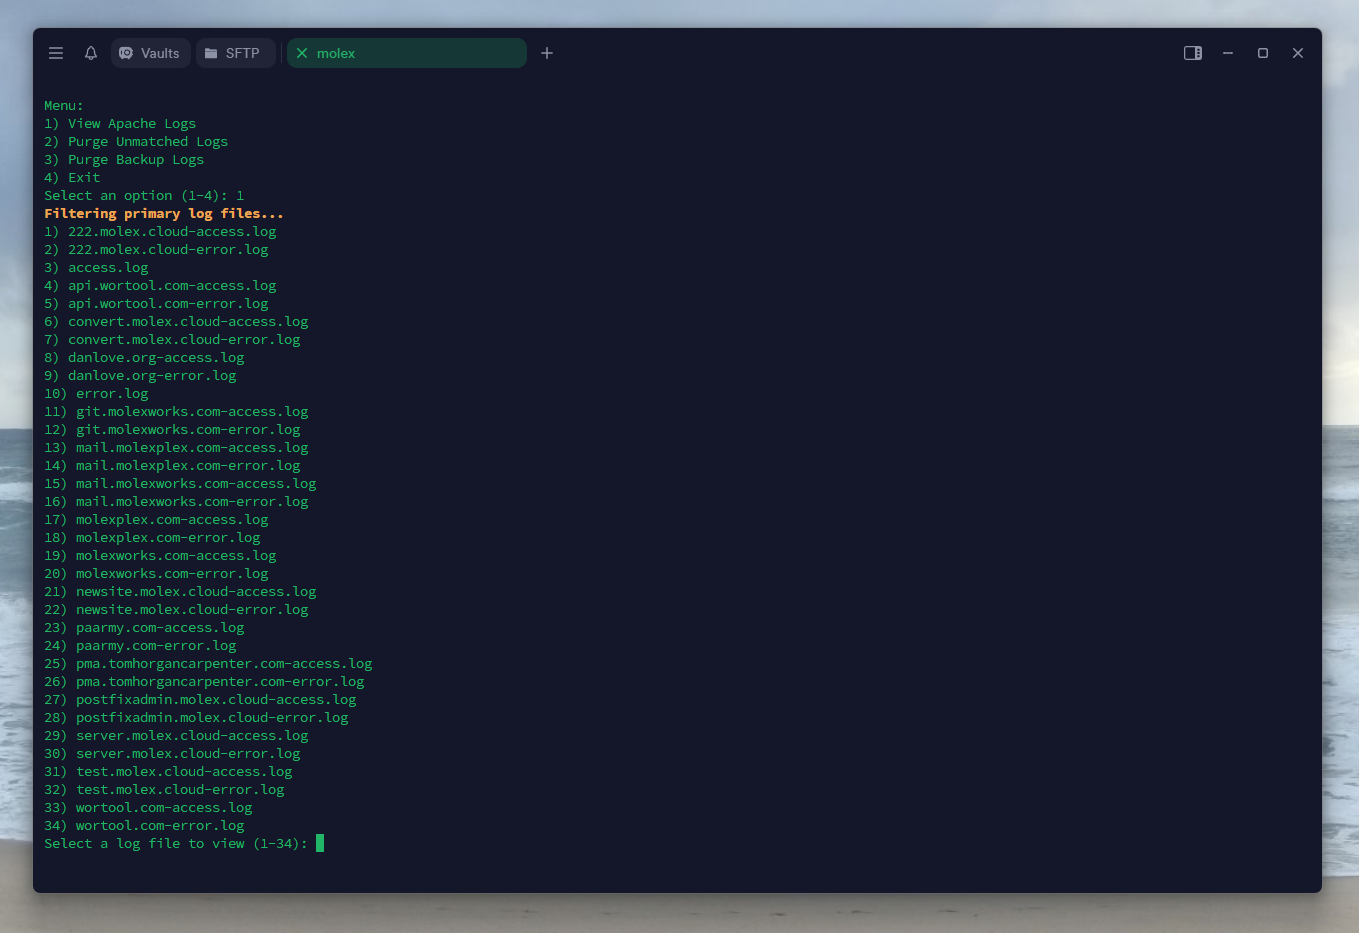 Vaults SFTP molex
Menu:
1) View Apache Logs
2) Purge Unmatched Logs
3) Purge Backup Logs
4) Exit
Select an option (1-4): 1
Filtering primary log files...
1) 222.molex.cloud-access.log
2) 222.molex.cloud-error.log
3) access.log
4) api.wortool.com-access.log
5) api.wortool.com-error.log
6) convert.molex.cloud-access.log
7) convert.molex.cloud-error.log
8) danlove.org-access.log
9) danlove.org-error.log
10) error.log
11) git.molexworks.com-access.log
12) git.molexworks.com-error.log
13) mail.molexplex.com-access.log
14) mail.molexplex.com-error.log
15) mail.molexworks.com-access.log
16) mail.molexworks.com-error.log
17) molexplex.com-access.log
18) molexplex.com-error.log
19) molexworks.com-access.log
20) molexworks.com-error.log
21) newsite.molex.cloud-access.log
22) newsite.molex.cloud-error.log
23) paarmy.com-access.log
24) paarmy.com-error.log
25) pma.tomhorgancarpenter.com-access.log
26) pma.tomhorgancarpenter.com-error.log
27) postfixadmin.molex.cloud-access.log
28) postfixadmin.molex.cloud-error.log
29) server.molex.cloud-access.log
30) server.molex.cloud-error.log
31) test.molex.cloud-access.log
32) test.molex.cloud-error.log
33) wortool.com-access.log
34) wortool.com-error.log
Select a log file to view (1-34):